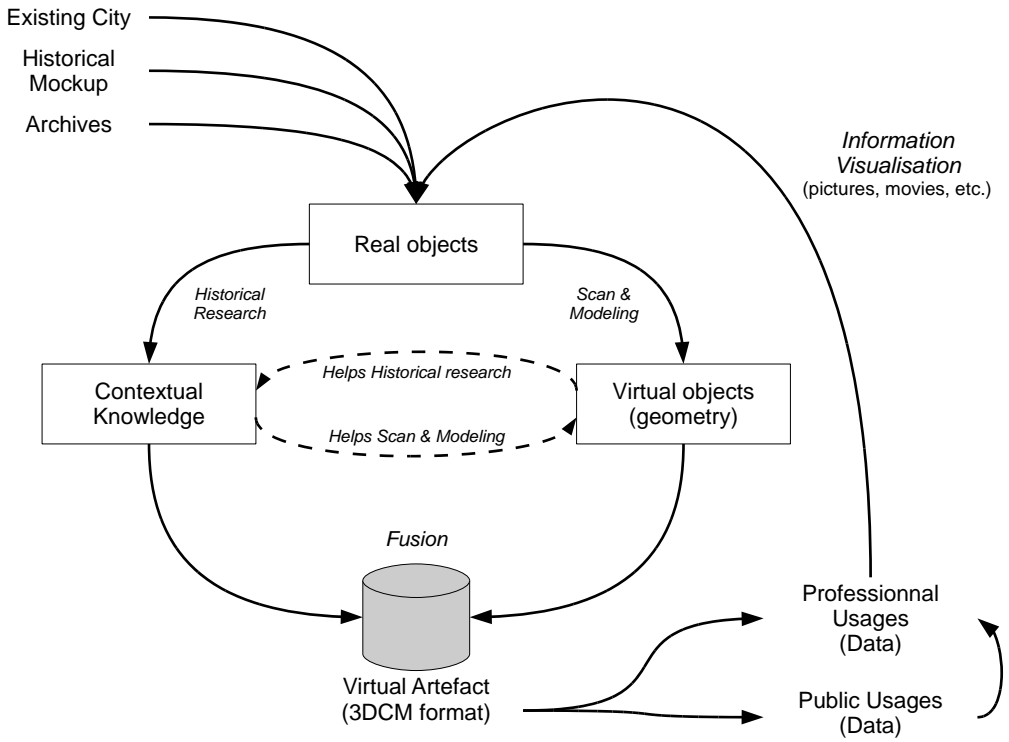 Existing City
Historical
Mockup
Archives
Information
Visualisation
(pictures, movies, etc.)
Real objects
Historical
Research
Scan &
Modeling
Contextual
Knowledge
Helps Historical research
Helps Scan & Modeling
Virtual objects
(geometry)
Fusion
Virtual Artefact
(3DCM format)
Professionnal
Usages
(Data)
Public Usages
(Data)